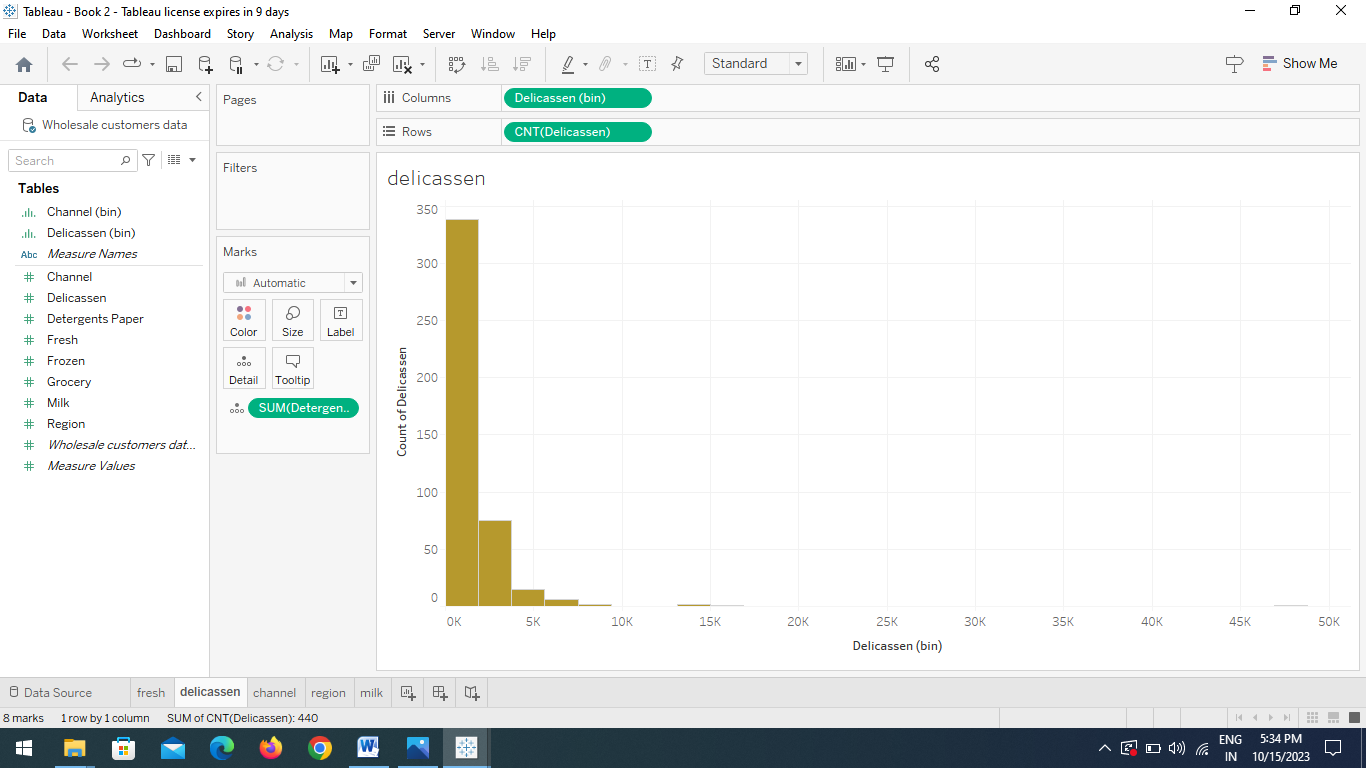 Tableau - Book 2 - Tableau license expires in 9 days
File Data Worksheet Dashboard Story Analysis Map Format Server Window Help
Standard
Show Me
Data Analytics
Wholesale customers data
Search
Tables
Channel (bin)
Delicassen (bin)
Abc Measure Names
Channel
Delicassen
Detergents Paper
Fresh
Frozen
Grocery
Milk
Region
Wholesale customers dat...
Measure Values
Pages
Filters
Marks
Automatic
Color Size Label
Detail Tooltip
SUM(Detergen..
Columns Delicassen (bin)
Rows CNT(Delicassen)
delicassen
Count of Delicassen
350
300
250
200
150
100
50
0
0K 5K 10K 15K 20K 25K 30K 35K 40K 45K 50K
Delicassen (bin)
Data Source fresh delicassen channel region milk
8 marks 1 row by 1 column SUM of CNT(Delicassen): 440
ENG
IN
5:34 PM
10/15/2023